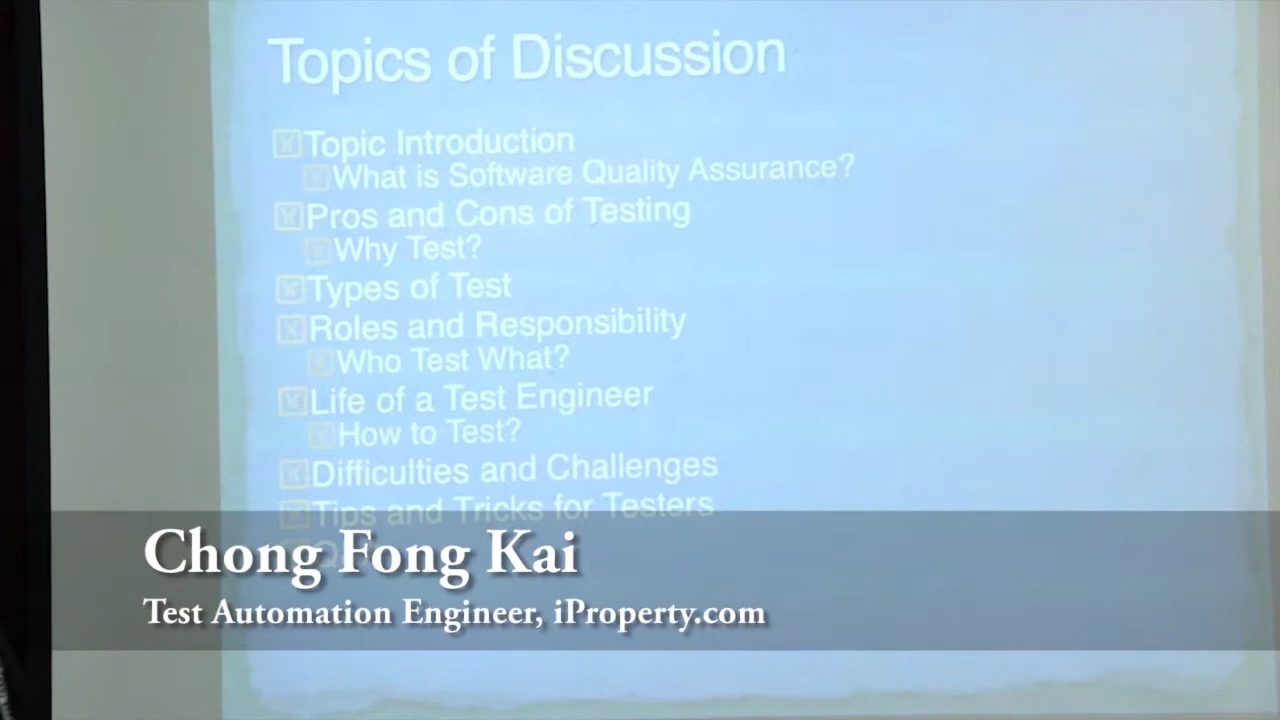 Topics of Discussion
Topic Introduction
What is Software Quality Assurance?
Pros and Cons of Testing
Why Test?
Types of Test
Roles and Responsibility
Who Test What?
Life of a Test Engineer
How to Test?
Difficulties and Challenges
Tips and Tricks for Testers
Chong Fong Kai
Test Automation Engineer, iProperty.com